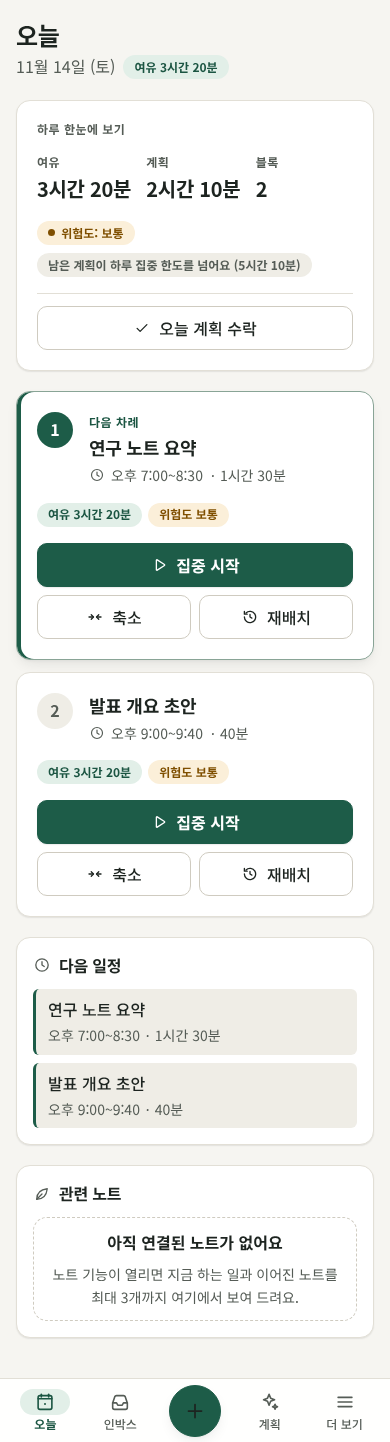 오늘
11월 14일 (토) 여유 3시간 20분
하루 한눈에 보기
여유 계획 블록
3시간 20분 2시간 10분 2
위험도: 보통
남은 계획이 하루 집중 한도를 넘어요 (5시간 10분)
오늘 계획 수락
1
다음 차례
연구 노트 요약
오후 7:00~8:30 · 1시간 30분
여유 3시간 20분 위험도 보통
집중 시작
축소 재배치
2
발표 개요 초안
오후 9:00~9:40 · 40분
여유 3시간 20분 위험도 보통
집중 시작
축소 재배치
다음 일정
연구 노트 요약
오후 7:00~8:30 · 1시간 30분
발표 개요 초안
오후 9:00~9:40 · 40분
관련 노트
아직 연결된 노트가 없어요
노트 기능이 열리면 지금 하는 일과 이어진 노트를
최대 3개까지 여기에서 보여 드려요.
오늘 인박스 계획 더 보기